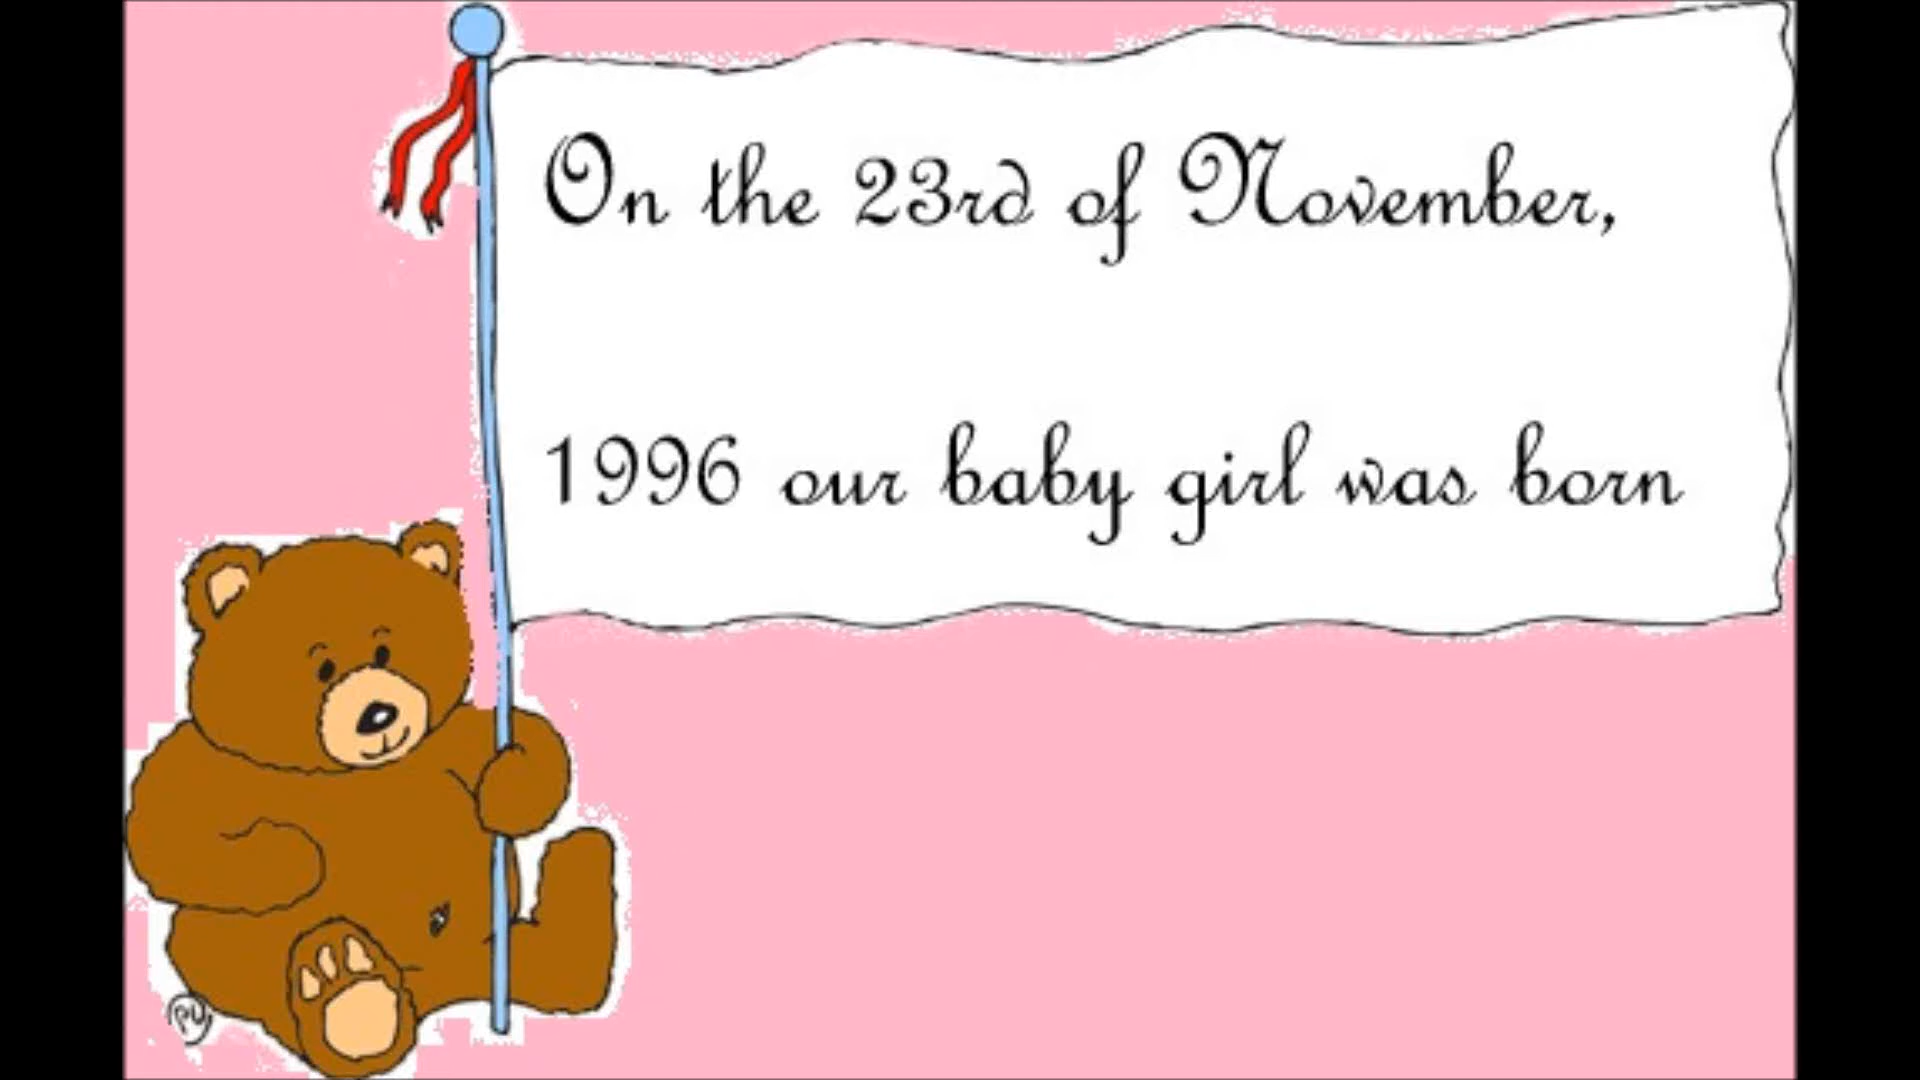 On the 23rd of November,
1996 our baby girl was born